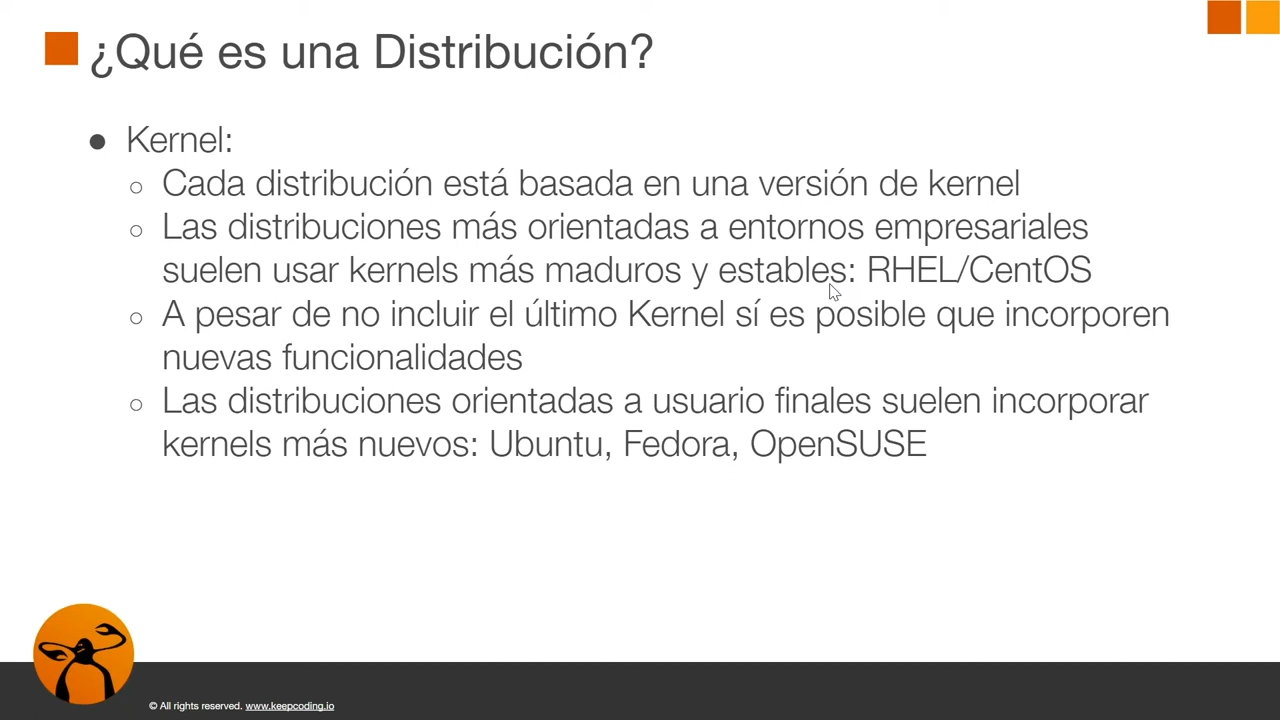 ¿Qué es una Distribución?
● Kernel:
○ Cada distribución está basada en una versión de kernel
○ Las distribuciones más orientadas a entornos empresariales
suelen usar kernels más maduros y estables: RHEL/CentOS
○ A pesar de no incluir el último Kernel sí es posible que incorporen
nuevas funcionalidades
○ Las distribuciones orientadas a usuario finales suelen incorporar
kernels más nuevos: Ubuntu, Fedora, OpenSUSE
© All rights reserved. www.keepcoding.io